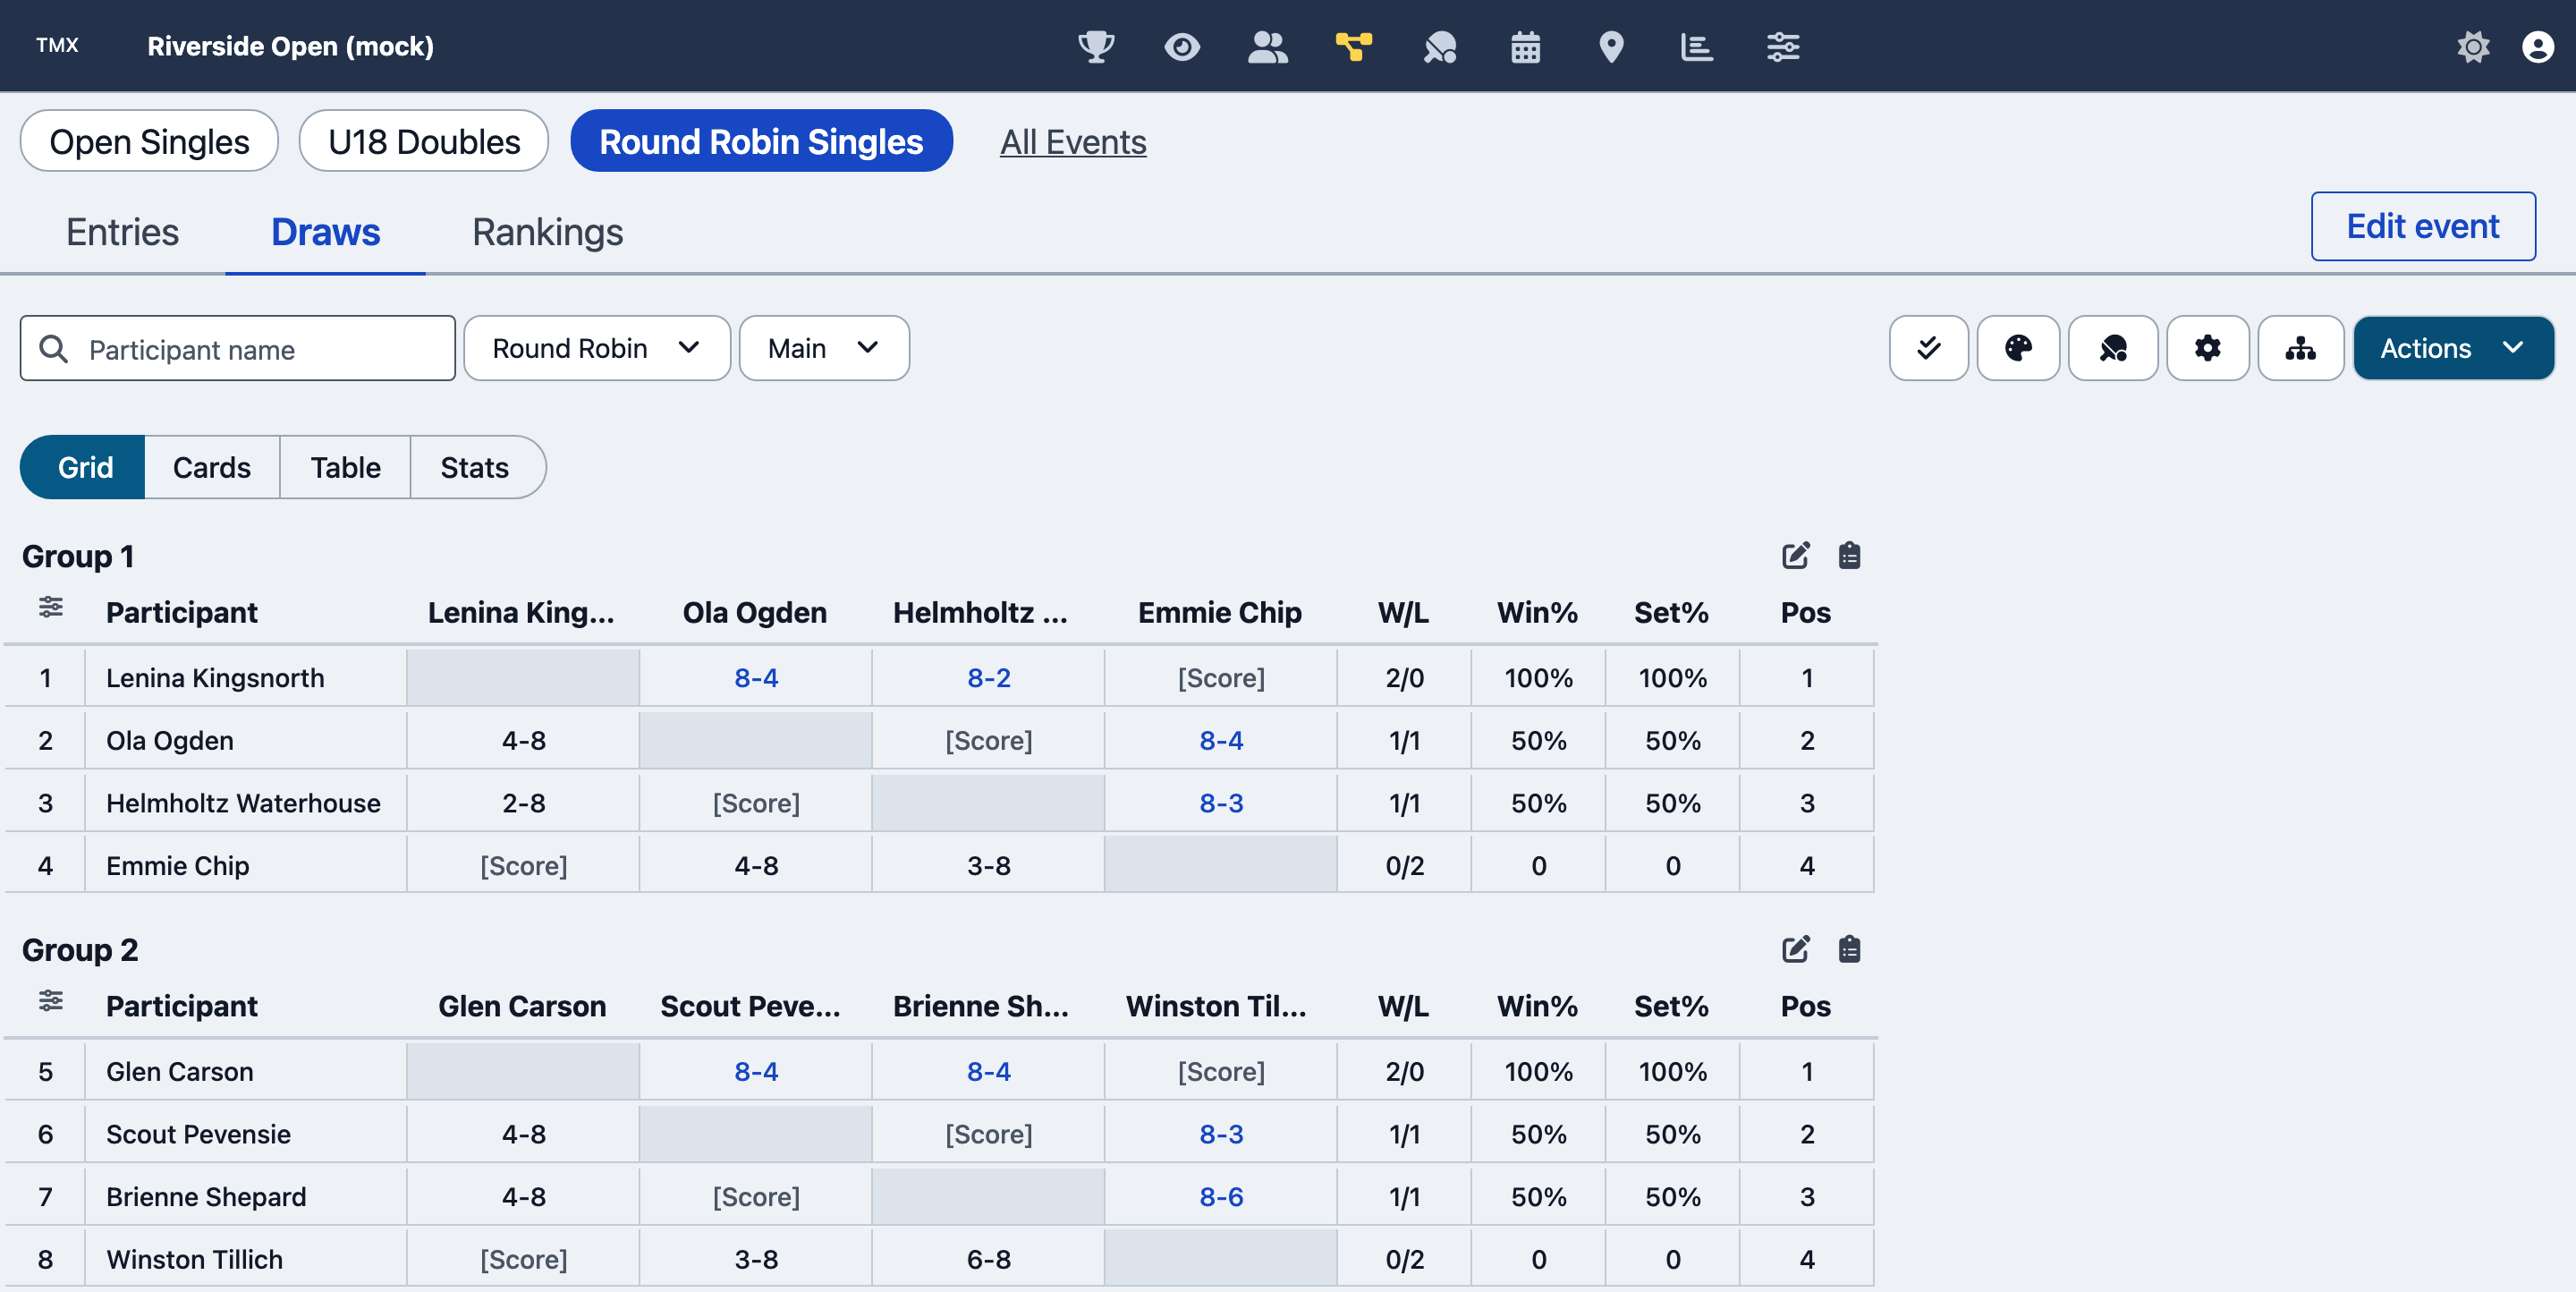 TMX Riverside Open (mock)
Open Singles U18 Doubles Round Robin Singles All Events
Entries Draws Rankings Edit event
Participant name Round Robin Main Actions
Grid Cards Table Stats
Group 1
Participant Lenina King... Ola Ogden Helmholtz ... Emmie Chip W/L Win% Set% Pos
1 Lenina Kingsnorth 8-4 8-2 [Score] 2/0 100% 100% 1
2 Ola Ogden 4-8 [Score] 8-4 1/1 50% 50% 2
3 Helmholtz Waterhouse 2-8 [Score] 8-3 1/1 50% 50% 3
4 Emmie Chip [Score] 4-8 3-8 0/2 0 0 4
Group 2
Participant Glen Carson Scout Peve... Brienne Sh... Winston Til... W/L Win% Set% Pos
5 Glen Carson 8-4 8-4 [Score] 2/0 100% 100% 1
6 Scout Pevensie 4-8 [Score] 8-3 1/1 50% 50% 2
7 Brienne Shepard 4-8 [Score] 8-6 1/1 50% 50% 3
8 Winston Tillich [Score] 3-8 6-8 0/2 0 0 4